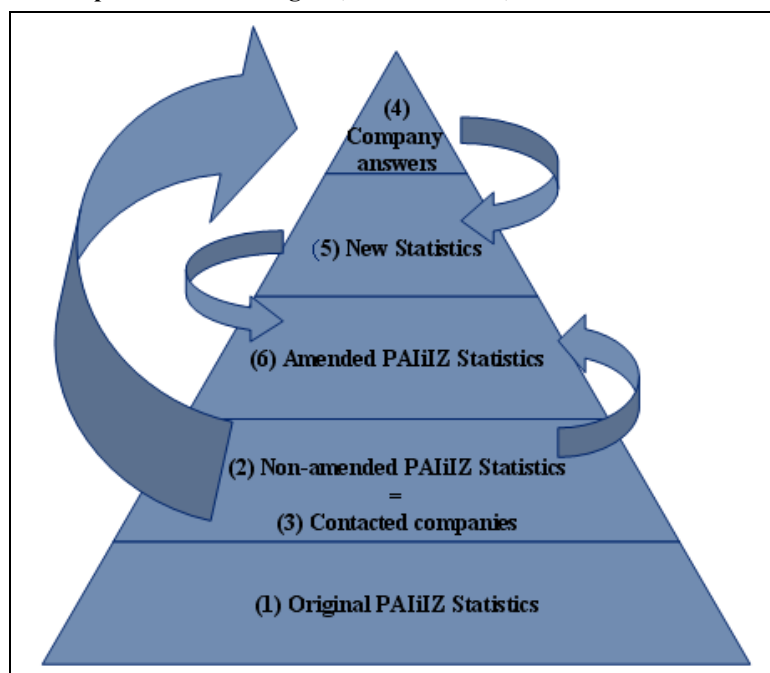 (4)
Company
answers
(5) New Statistics
(6) Amended PAIiIZ Statistics
(2) Non-amended PAIiIZ Statistics
=
(3) Contacted companies
(1) Original PAIiIZ Statistics